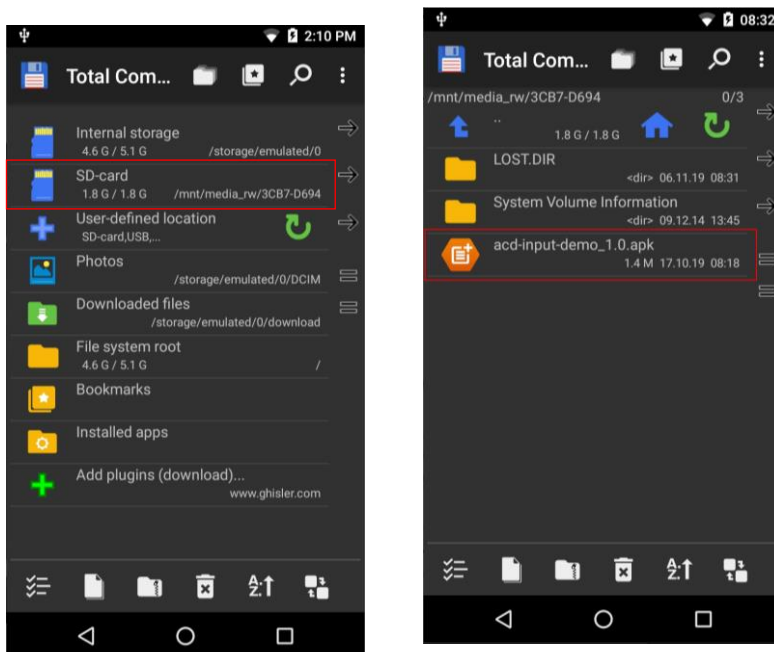 2:10 PM
Total Com...
Internal storage
4.6 G / 5.1 G /storage/emulated/0
SD-card
1.8 G / 1.8 G /mnt/media_rw/3CB7-D694
User-defined location
SD-card,USB,...
Photos
/storage/emulated/0/DCIM
Downloaded files
/storage/emulated/0/download
File system root
4.6 G / 5.1 G /
Bookmarks
Installed apps
Add plugins (download)...
www.ghisler.com
A:
Z:
08:32
Total Com...
/mnt/media_rw/3CB7-D694 0/3
..
1.8 G / 1.8 G
LOST.DIR
<dir> 06.11.19 08:31
System Volume Information
<dir> 09.12.14 13:45
acd-input-demo_1.0.apk
1.4 M 17.10.19 08:18
A:
Z: